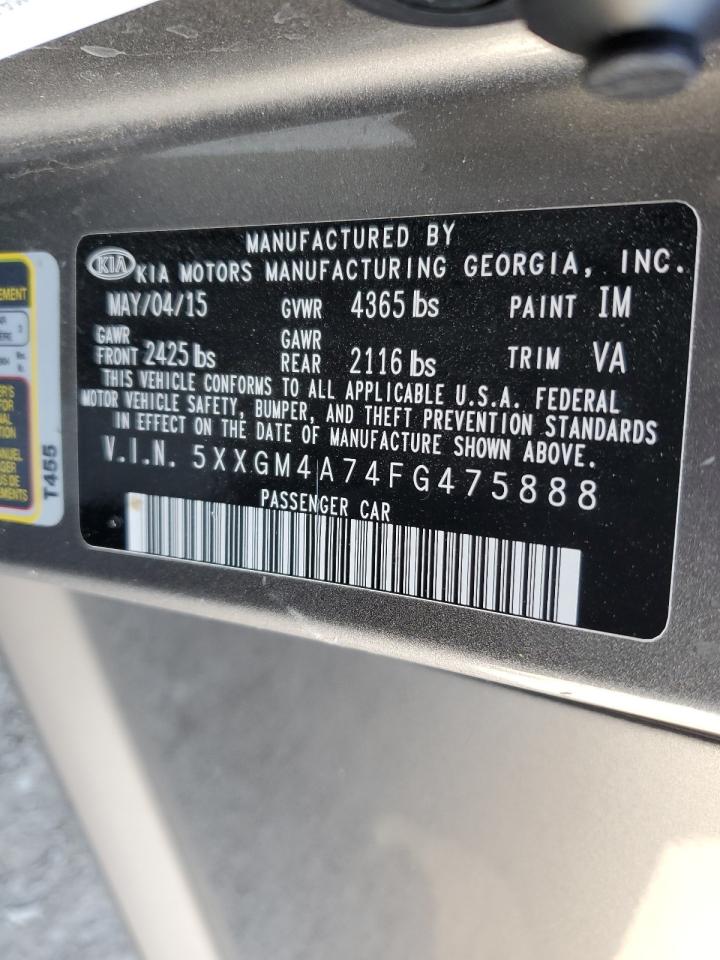 MANUFACTURED BY
KIA KIA MOTORS MANUFACTURING GEORGIA, INC.
MAY/04/15 GVWR 4365 lbs PAINT IM
GAWR FRONT 2425 lbs GAWR REAR 2116 lbs TRIM VA
THIS VEHICLE CONFORMS TO ALL APPLICABLE U.S.A. FEDERAL
MOTOR VEHICLE SAFETY, BUMPER, AND THEFT PREVENTION STANDARDS
IN EFFECT ON THE DATE OF MANUFACTURE SHOWN ABOVE.
V.I.N. 5XXGM4A74FG475888
PASSENGER CAR
T455